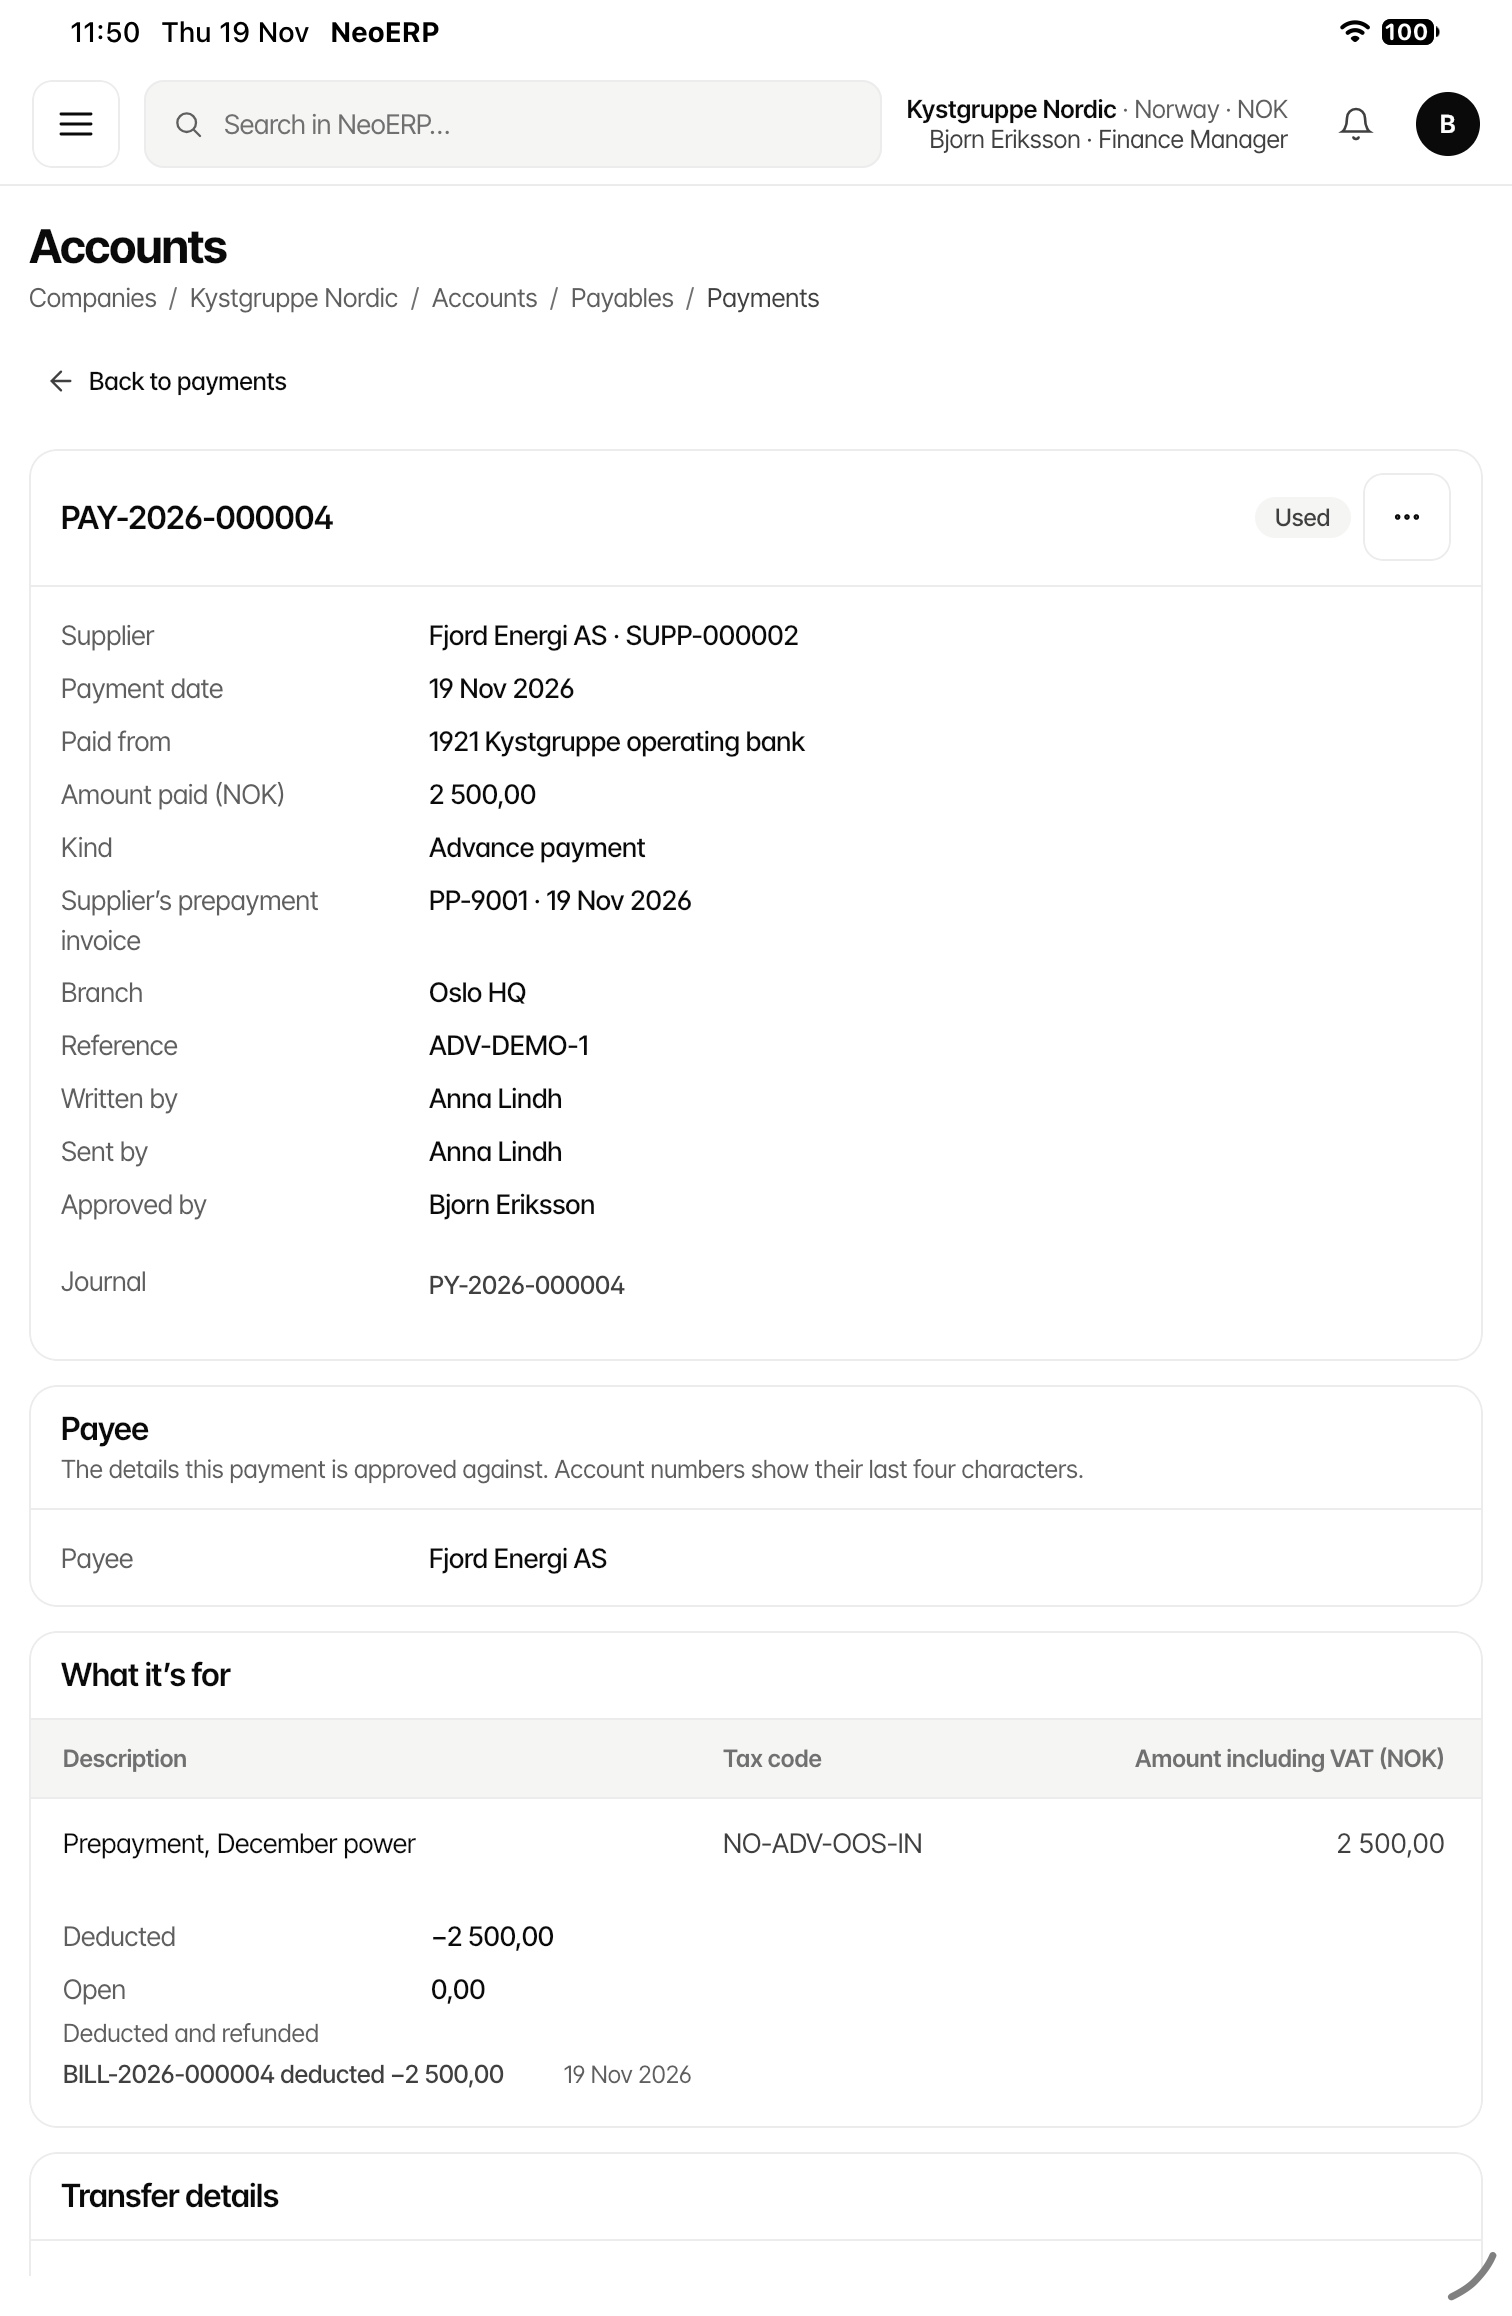 11:50 Thu 19 Nov NeoERP
100
Search in NeoERP...
Kystgruppe Nordic · Norway · NOK
Bjorn Eriksson · Finance Manager
B
Accounts
Companies / Kystgruppe Nordic / Accounts / Payables / Payments
Back to payments
PAY-2026-000004
Used
Supplier Fjord Energi AS · SUPP-000002
Payment date 19 Nov 2026
Paid from 1921 Kystgruppe operating bank
Amount paid (NOK) 2 500,00
Kind Advance payment
Supplier’s prepayment PP-9001 · 19 Nov 2026
invoice
Branch Oslo HQ
Reference ADV-DEMO-1
Written by Anna Lindh
Sent by Anna Lindh
Approved by Bjorn Eriksson
Journal PY-2026-000004
Payee
The details this payment is approved against. Account numbers show their last four characters.
Payee Fjord Energi AS
What it’s for
Description Tax code Amount including VAT (NOK)
Prepayment, December power NO-ADV-OOS-IN 2 500,00
Deducted −2 500,00
Open 0,00
Deducted and refunded
BILL-2026-000004 deducted −2 500,00 19 Nov 2026
Transfer details